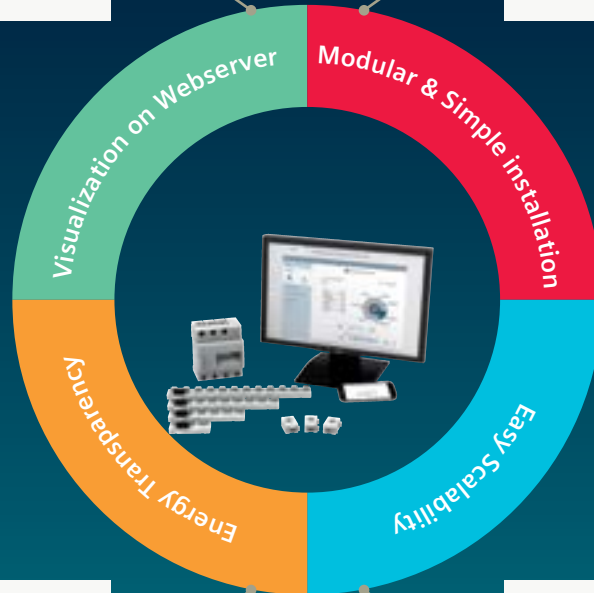 Visualization on Webserver
Modular & Simple installation
Easy Scalability
Energy Transparency